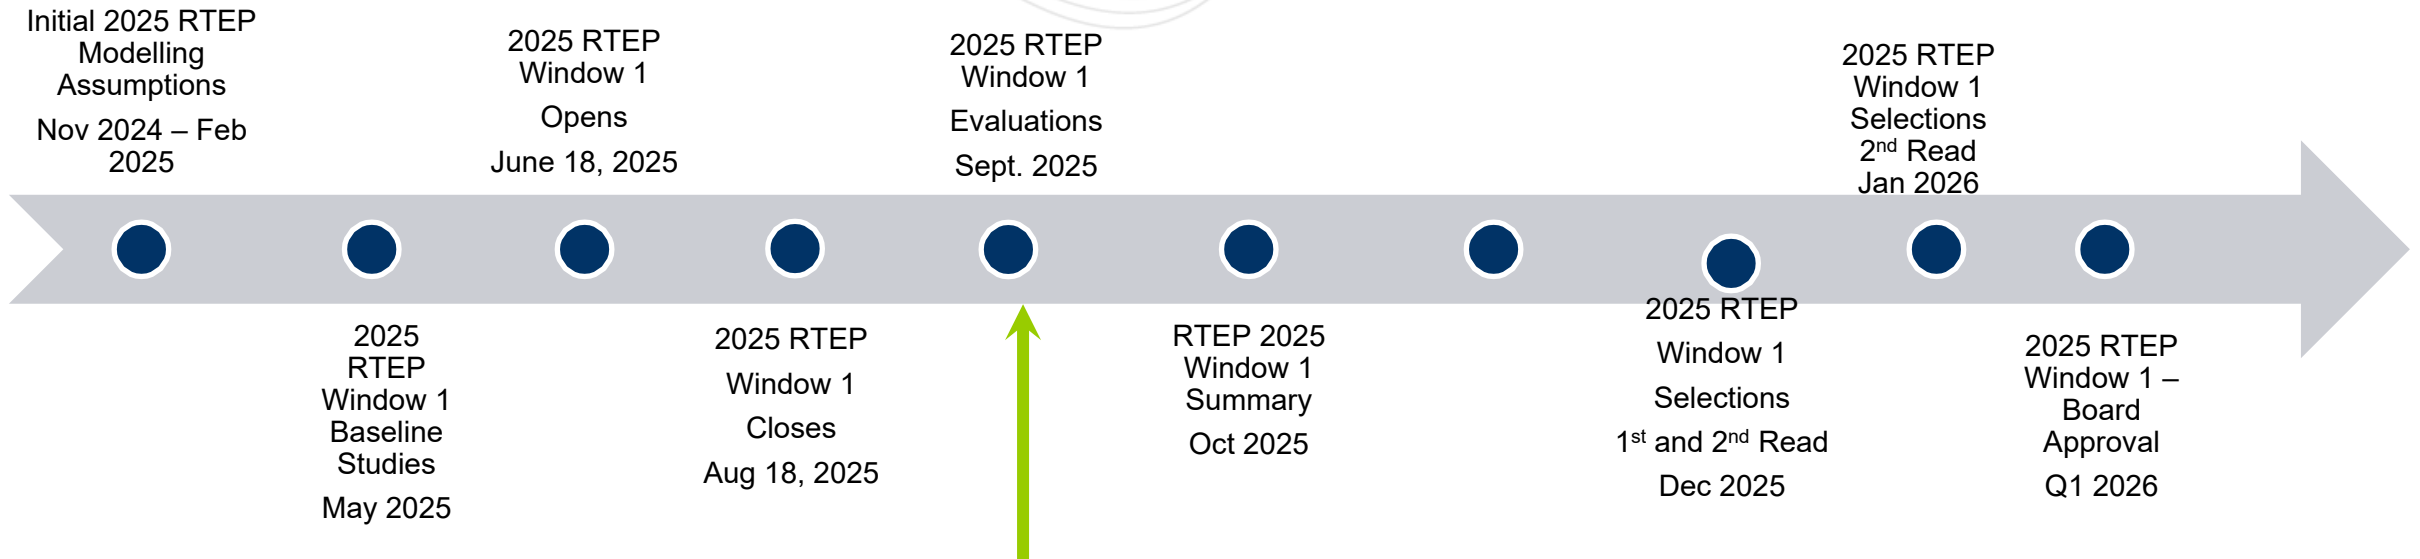 Initial 2025 RTEP
Modelling
Assumptions
Nov 2024 – Feb
2025
2025
RTEP
Window 1
Baseline
Studies
May 2025
2025 RTEP
Window 1
Opens
June 18, 2025
2025 RTEP
Window 1
Closes
Aug 18, 2025
2025 RTEP
Window 1
Evaluations
Sept. 2025
RTEP 2025
Window 1
Summary
Oct 2025
2025 RTEP
Window 1
Selections
1st and 2nd Read
Dec 2025
2025 RTEP
Window 1
Selections
2nd Read
Jan 2026
2025 RTEP
Window 1 –
Board
Approval
Q1 2026